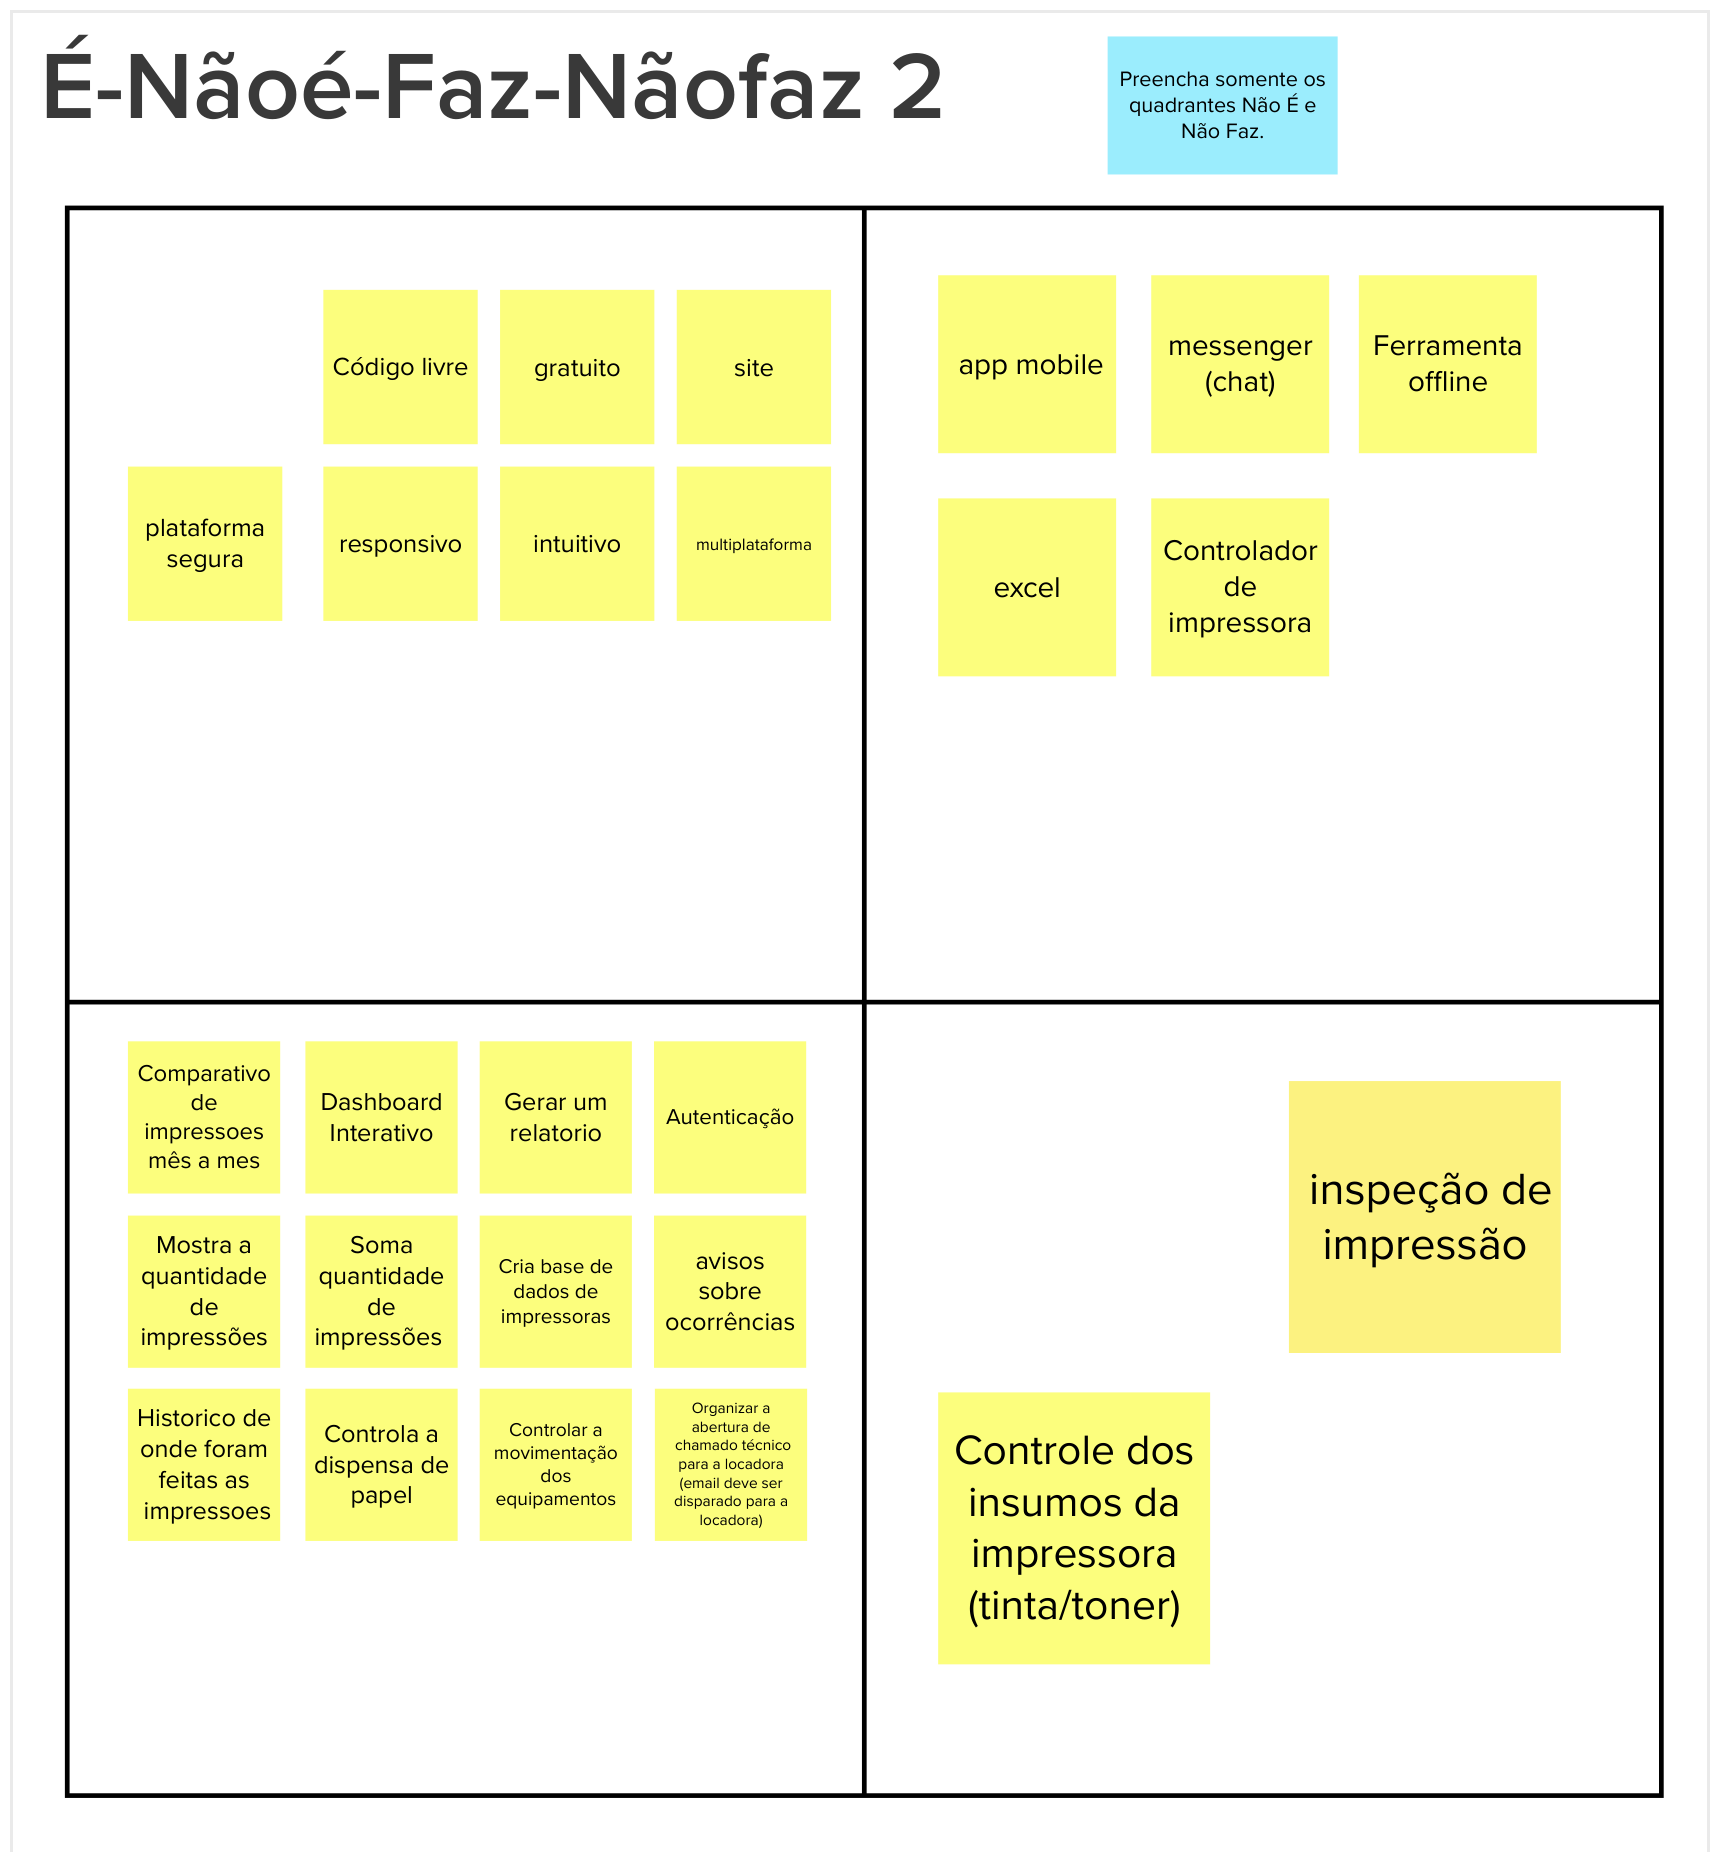 É-Nãoé-Faz-Nãofaz 2
Preencha somente os
quadrantes Não É e
Não Faz.
Código livre
gratuito
site
plataforma
segura
responsivo
intuitivo
multiplataforma
app mobile
messenger
(chat)
Ferramenta
offline
excel
Controlador
de
impressora
Comparativo
de
impressoes
mês a mes
Dashboard
Interativo
Gerar um
relatorio
Autenticação
Mostra a
quantidade
de
impressões
Soma
quantidade
de
impressões
Cria base de
dados de
impressoras
avisos
sobre
ocorrências
Historico de
onde foram
feitas as
impressoes
Controla a
dispensa de
papel
Controlar a
movimentação
dos
equipamentos
Organizar a
abertura de
chamado técnico
para a locadora
(email deve ser
disparado para a
locadora)
inspeção de
impressão
Controle dos
insumos da
impressora
(tinta/toner)